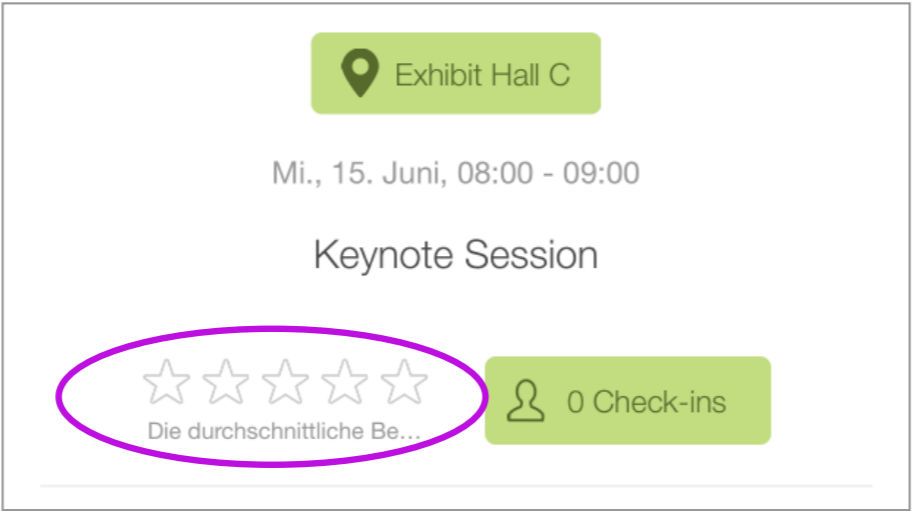 Exhibit Hall C
Mi., 15. Juni, 08:00 - 09:00
Keynote Session
Die durchschnittliche Be...
0 Check-ins